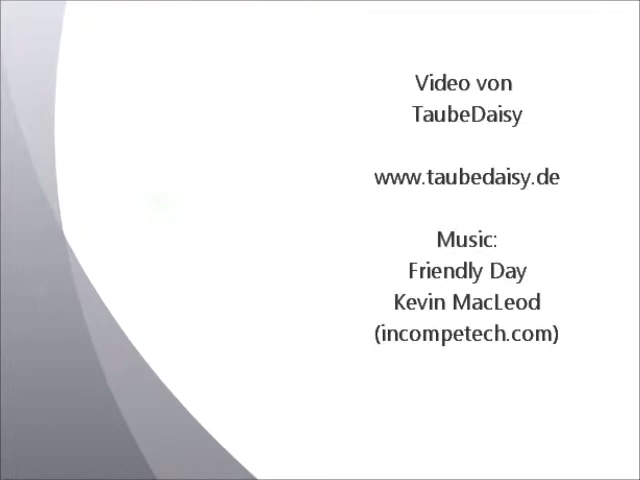 Video von
TaubeDaisy
www.taubedaisy.de
Music:
Friendly Day
Kevin MacLeod
(incompetech.com)